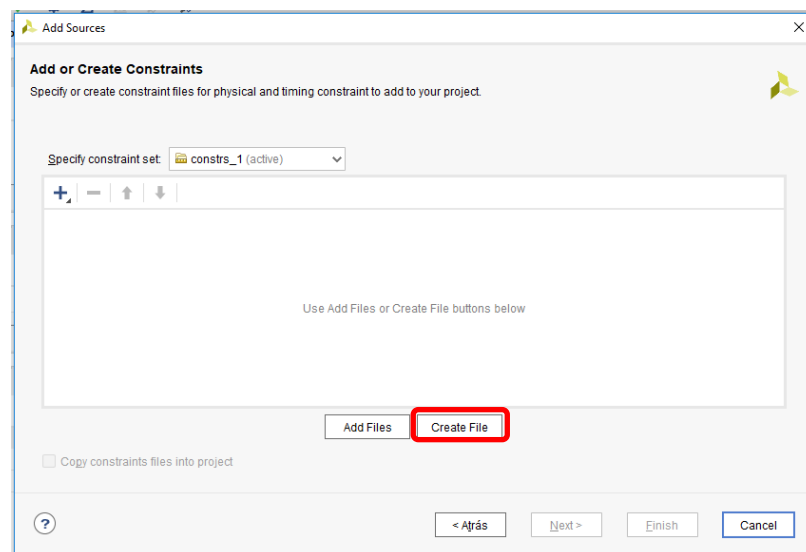 Add Sources
Add or Create Constraints
Specify or create constraint files for physical and timing constraint to add to your project.
Specify constraint set: constrs_1 (active)
Use Add Files or Create File buttons below
Add Files Create File
Copy constraints files into project
? < Atrás Next > Finish Cancel